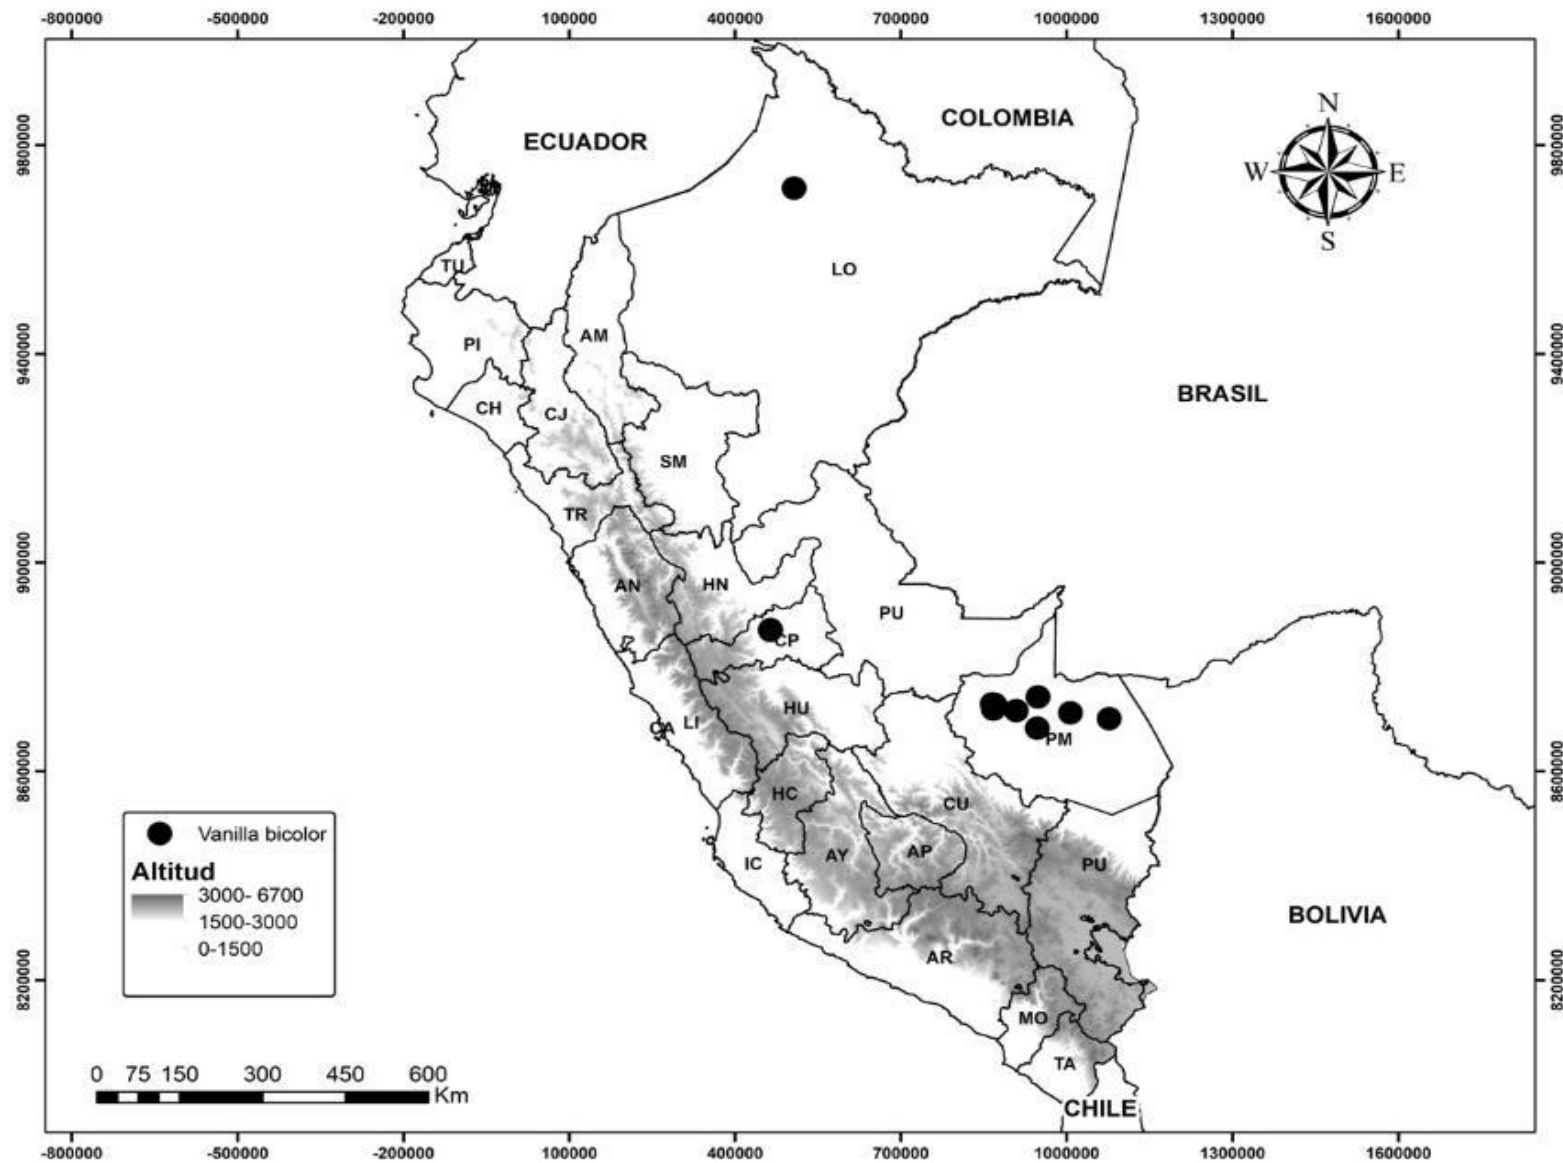 -800000 -500000 -200000 100000 400000 700000 1000000 1300000 1600000
9800000 9800000
9400000 9400000
9000000 9000000
8600000 8600000
8200000 8200000
N
W E
S
COLOMBIA
ECUADOR
TU
LO
AM
PI
BRASIL
CH
CJ
SM
TR
AN
HN
PU
CP
HU
LI
CA
PM
HC
CU
IC
AY
AP
PU
BOLIVIA
AR
MO
TA
CHILE
Vanilla bicolor
Altitud
3000- 6700
1500-3000
0-1500
0 75 150 300 450 600
Km
-800000 -500000 -200000 100000 400000 700000 1000000 1300000 1600000